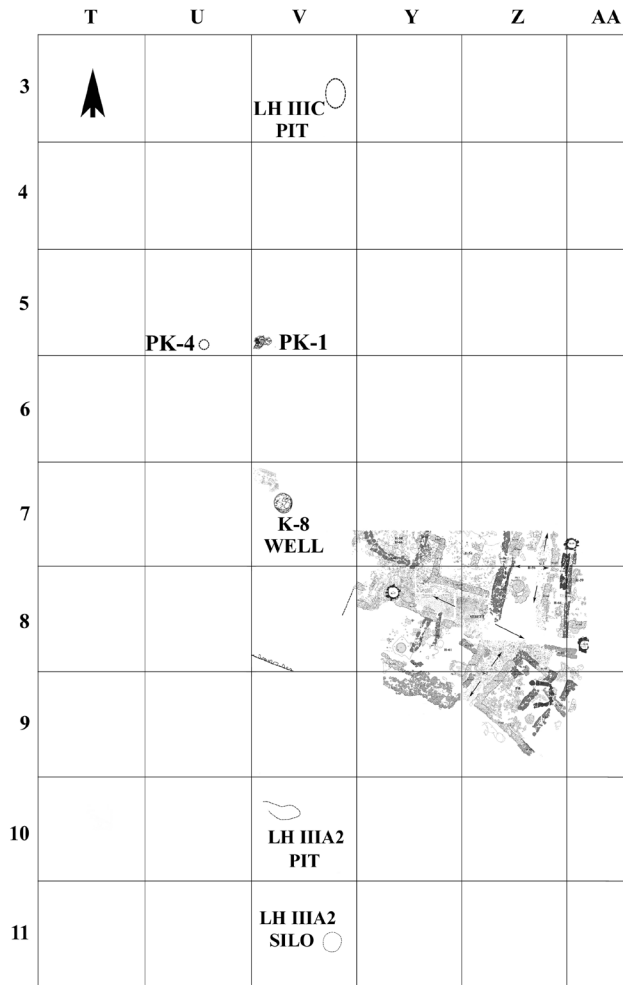 T U V Y Z AA
3
LH IIIC
PIT
4
5
PK-4 PK-1
6
7
K-8
WELL
8
9
10
LH IIIA2
PIT
LH IIIA2
11
SILO